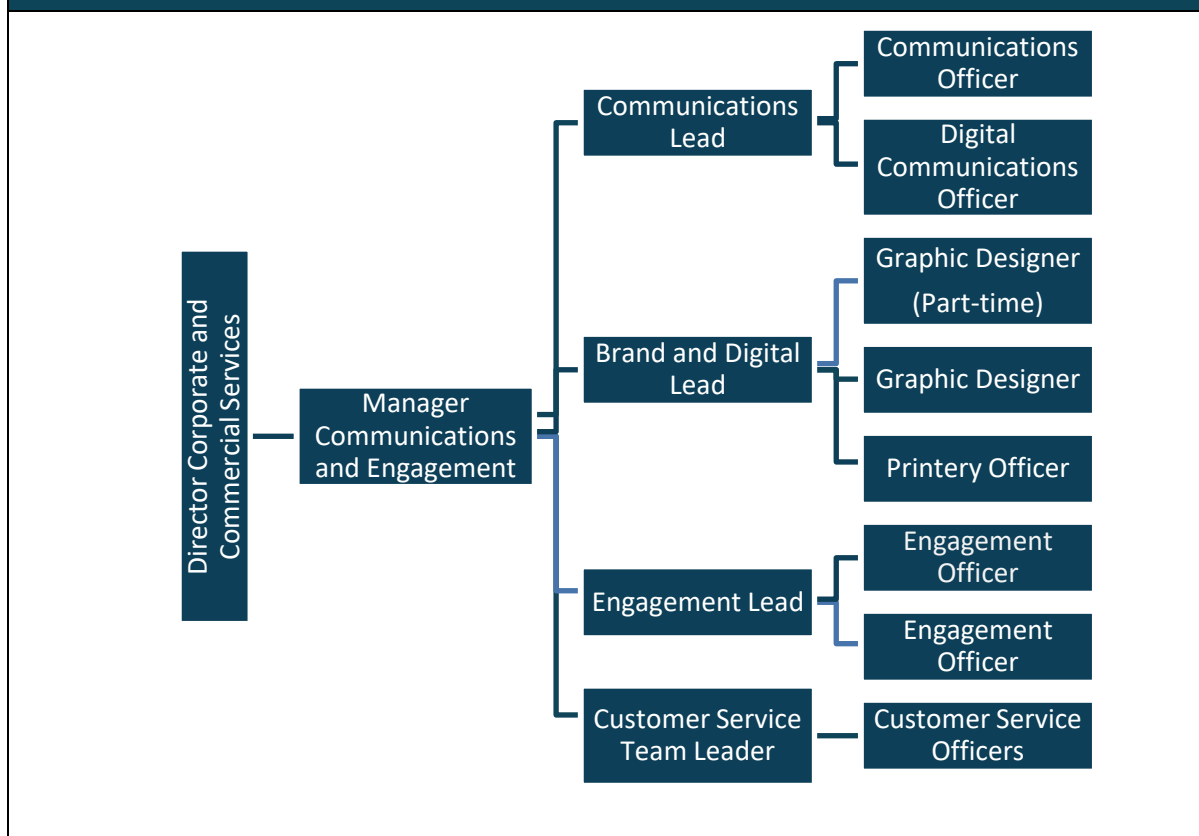 Director Corporate and
Commercial Services
Manager
Communications
and Engagement
Communications
Lead
Communications
Officer
Digital
Communications
Officer
Brand and Digital
Lead
Graphic Designer
(Part-time)
Graphic Designer
Printery Officer
Engagement Lead
Engagement
Officer
Engagement
Officer
Customer Service
Team Leader
Customer Service
Officers